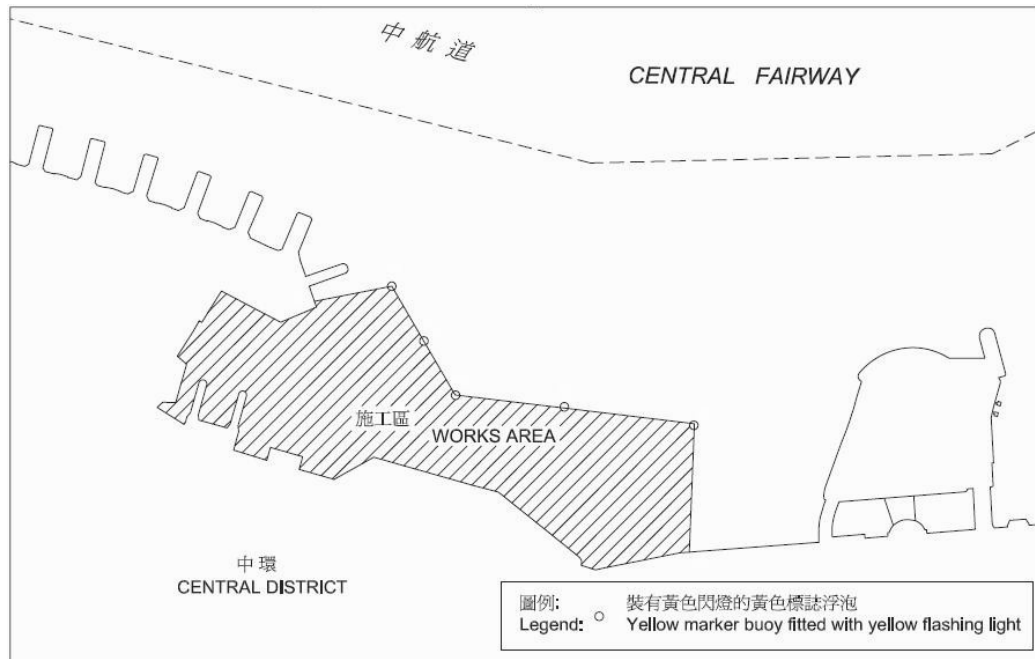 中航道
CENTRAL FAIRWAY
施工區
WORKS AREA
中環
CENTRAL DISTRICT
圖例: 裝有黃色閃燈的黃色標誌浮泡
Legend: Yellow marker buoy fitted with yellow flashing light